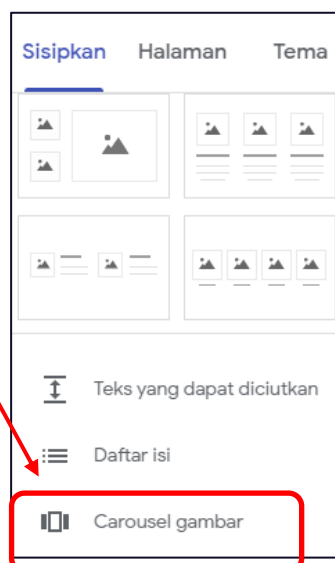 Sisipkan Halaman Tema
Teks yang dapat diciutkan
Daftar isi
Carousel gambar